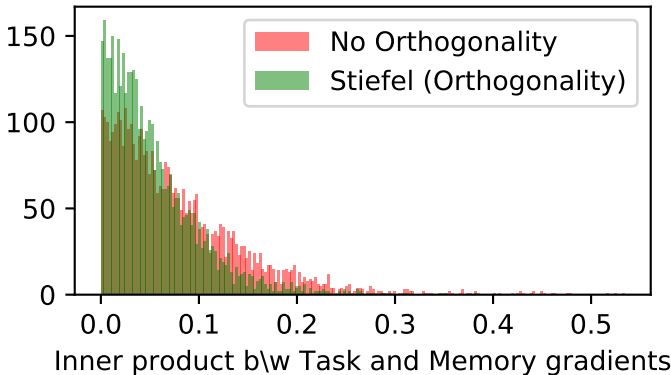 No Orthogonality
Stiefel (Orthogonality)
150
100
50
0
0.0 0.1 0.2 0.3 0.4 0.5
Inner product b\w Task and Memory gradients